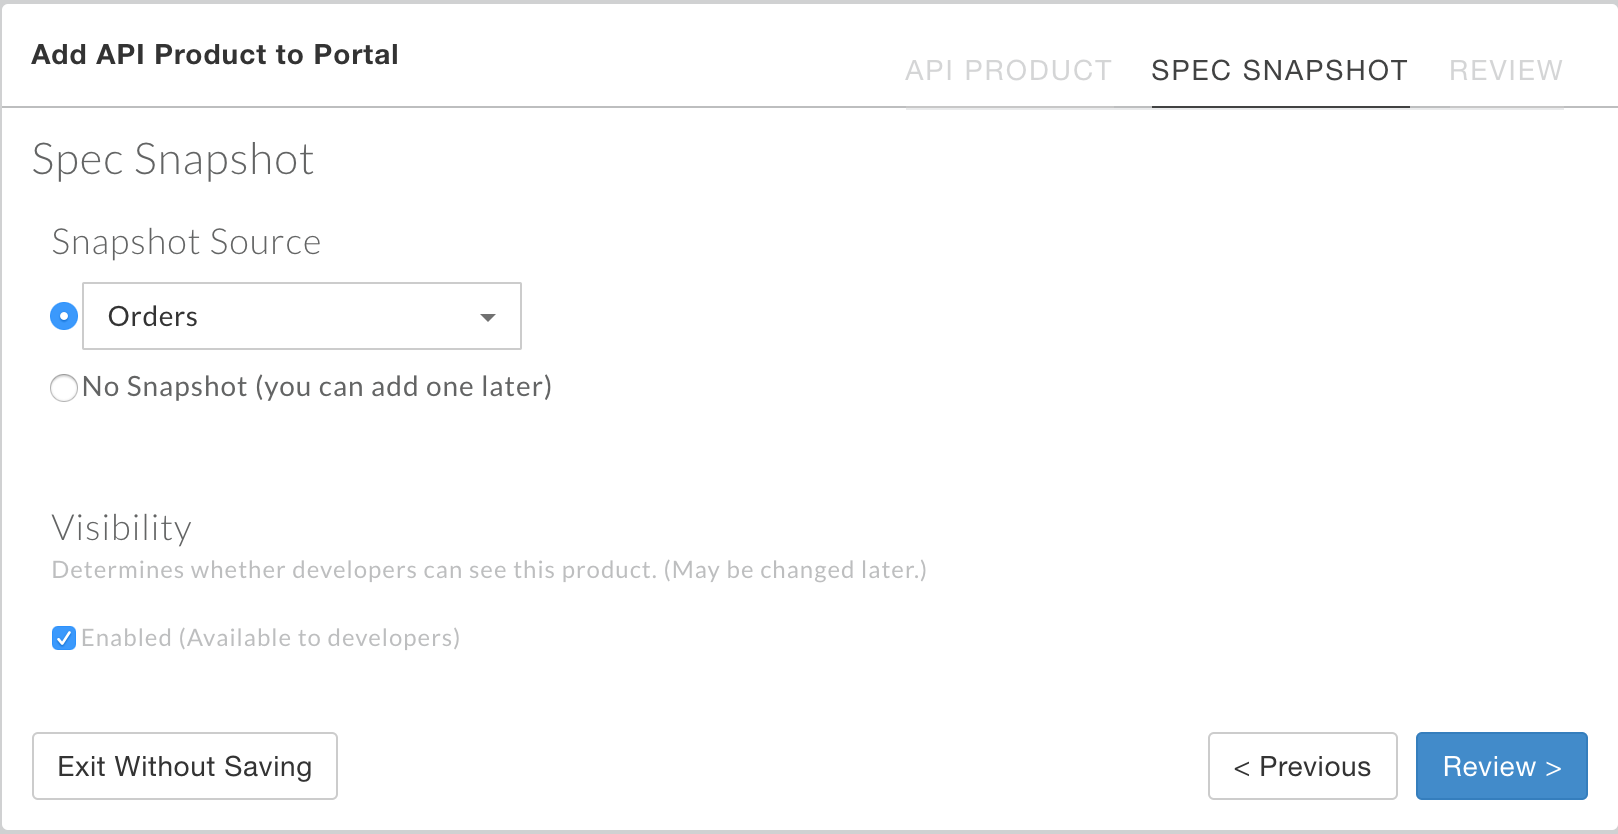 Add API Product to Portal
API PRODUCT SPEC SNAPSHOT REVIEW
Spec Snapshot
Snapshot Source
Orders
No Snapshot (you can add one later)
Visibility
Determines whether developers can see this product. (May be changed later.)
Enabled (Available to developers)
Exit Without Saving < Previous Review >